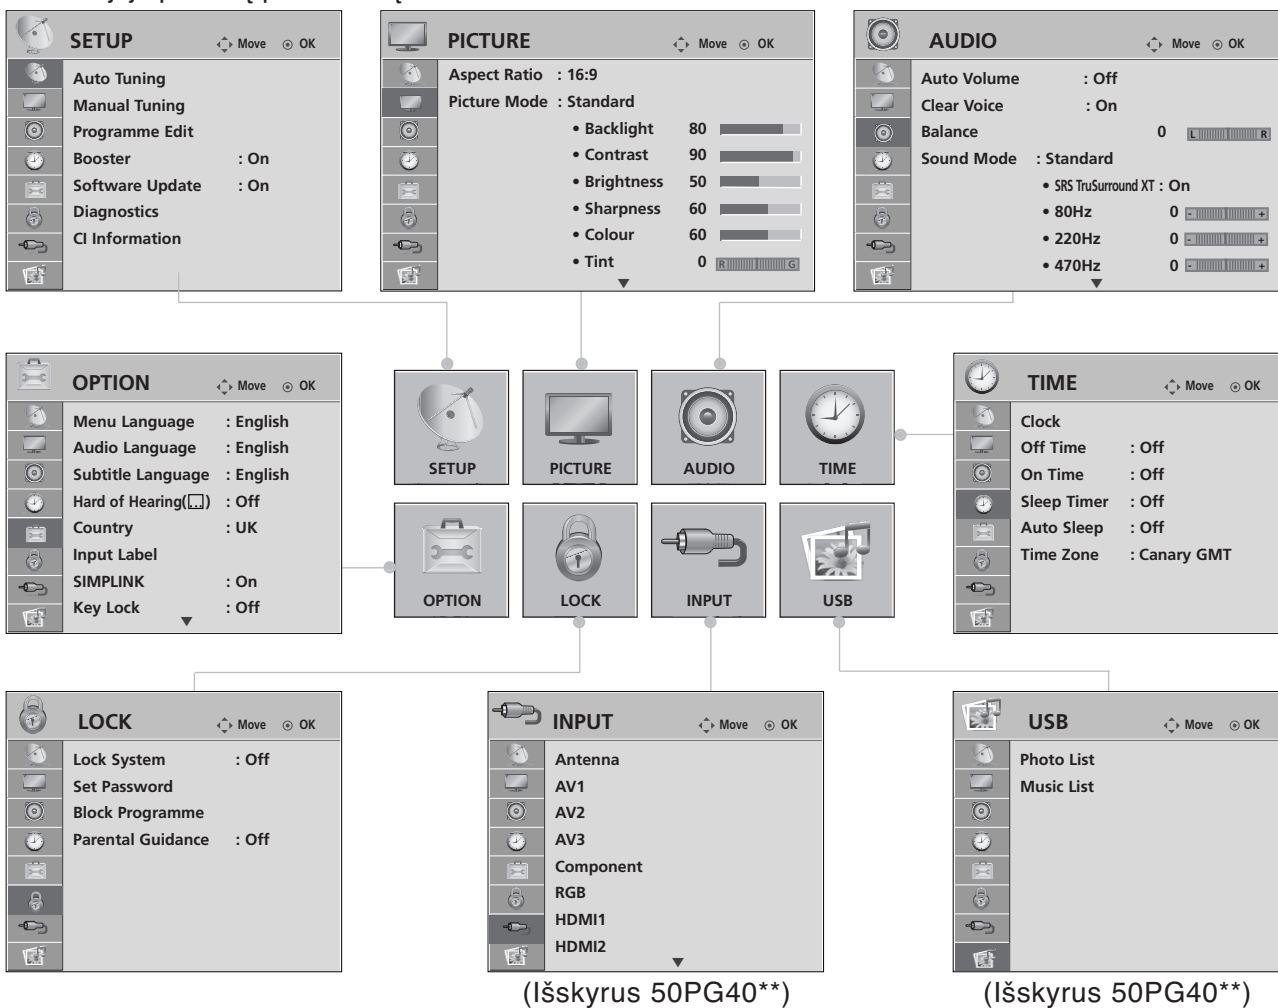 SETUP Move OK
Auto Tuning
Manual Tuning
Programme Edit
Booster : On
Software Update : On
Diagnostics
CI Information
PICTURE Move OK
Aspect Ratio : 16:9
Picture Mode : Standard
• Backlight 80
• Contrast 90
• Brightness 50
• Sharpness 60
• Colour 60
• Tint 0 R G
AUDIO Move OK
Auto Volume : Off
Clear Voice : On
Balance 0 L R
Sound Mode : Standard
• SRS TruSurround XT : On
• 80Hz 0 - +
• 220Hz 0 - +
• 470Hz 0 - +
OPTION Move OK
Menu Language : English
Audio Language : English
Subtitle Language : English
Hard of Hearing( ) : Off
Country : UK
Input Label
SIMPLINK : On
Key Lock : Off
SETUP
PICTURE
AUDIO
TIME
OPTION
LOCK
INPUT
USB
TIME Move OK
Clock
Off Time : Off
On Time : Off
Sleep Timer : Off
Auto Sleep : Off
Time Zone : Canary GMT
LOCK Move OK
Lock System : Off
Set Password
Block Programme
Parental Guidance : Off
INPUT Move OK
Antenna
AV1
AV2
AV3
Component
RGB
HDMI1
HDMI2
(Išskyrus 50PG40**)
USB Move OK
Photo List
Music List
(Išskyrus 50PG40**)